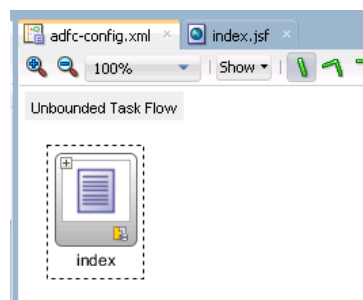 adfc-config.xml index.jsf
100% Show
Unbounded Task Flow
index